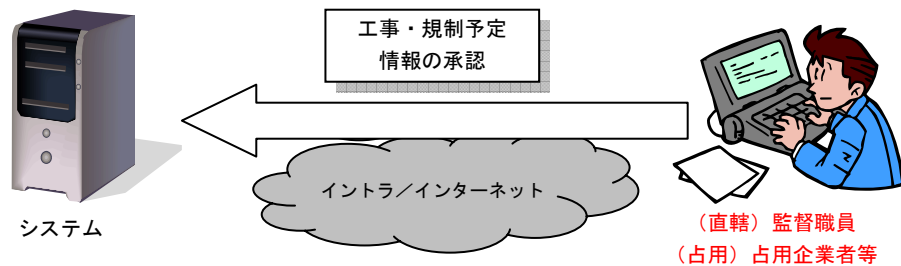 工事・規制予定
情報の承認
イントラ／インターネット
システム
（直轄）監督職員
（占用）占用企業者等